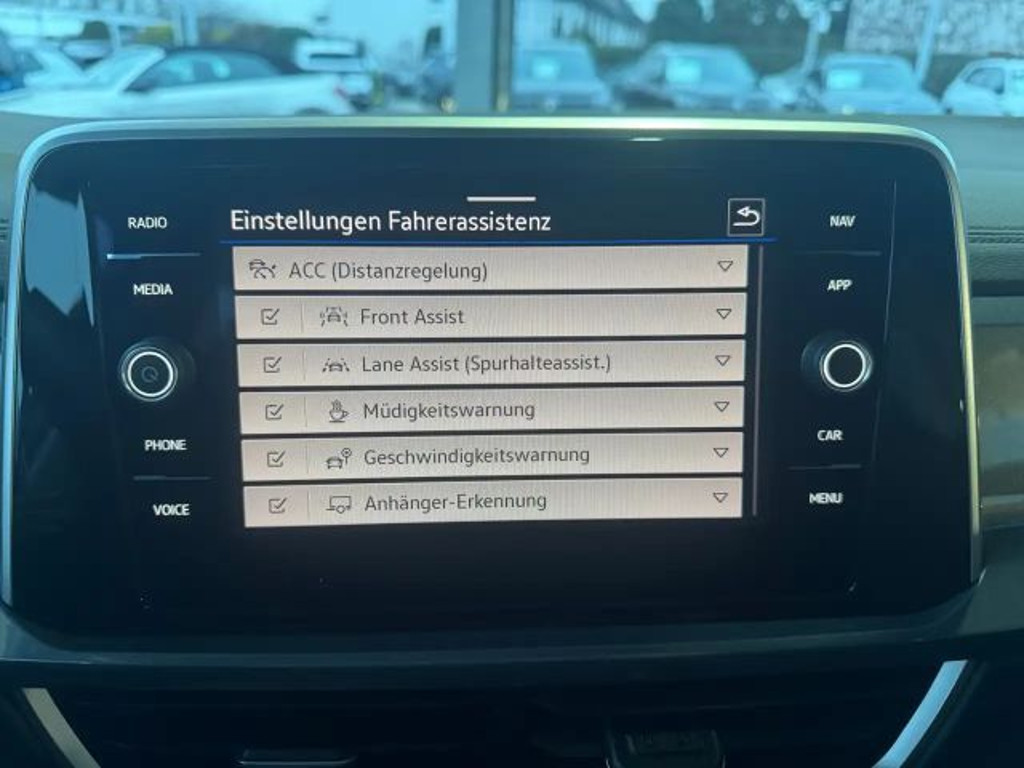 Einstellungen Fahrerassistenz
RADIO
MEDIA
PHONE
VOICE
ACC (Distanzregelung)
Front Assist
Lane Assist (Spurhalteassist.)
Müdigkeitswarnung
Geschwindigkeitswarnung
Anhänger-Erkennung
NAV
APP
CAR
MENU